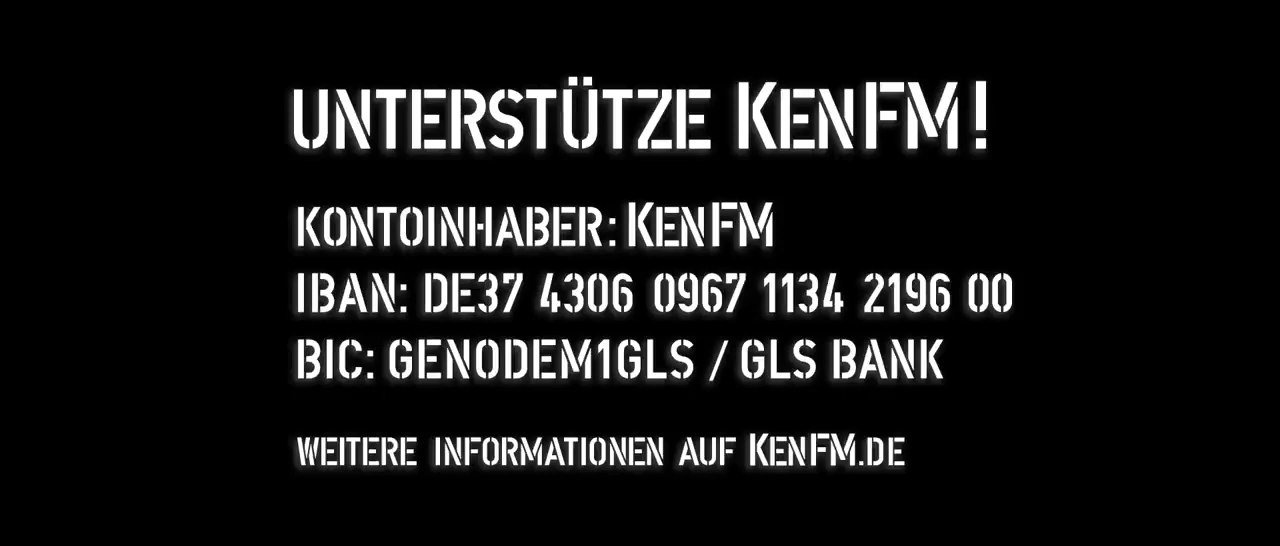 UNTERSTÜTZE KENFM!
KONTOINHABER: KENFM
IBAN: DE37 4306 0967 1134 2196 00
BIC: GENODEM1GLS / GLS BANK
WEITERE INFORMATIONEN AUF KENFM.DE